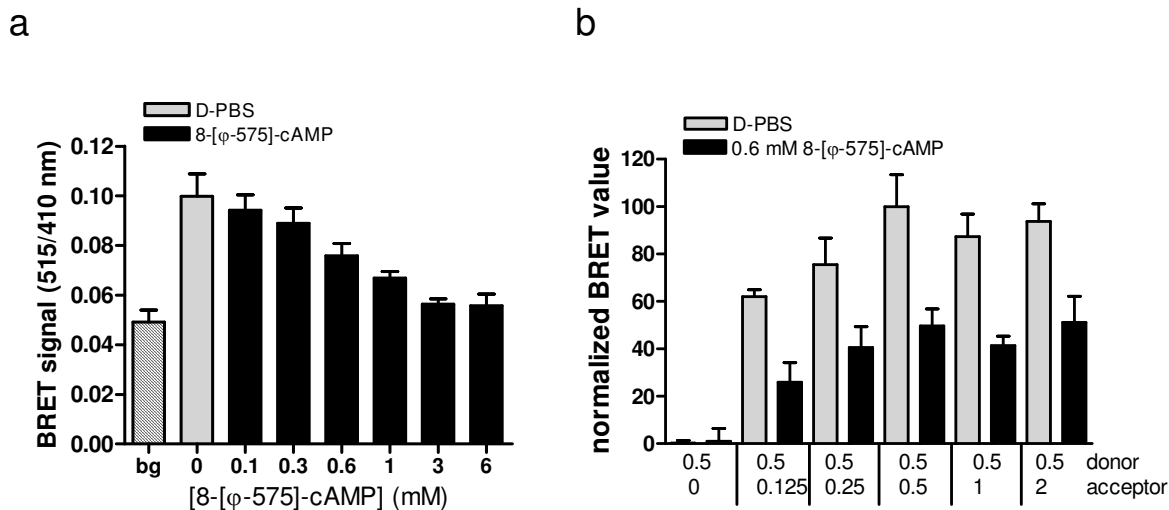 a
D-PBS
8-[φ-575]-cAMP
BRET signal (515/410 nm)
0.12
0.10
0.08
0.06
0.04
0.02
0.00
bg 0 0.1 0.3 0.6 1 3 6
[8-[φ-575]-cAMP] (mM)
b
D-PBS
0.6 mM 8-[φ-575]-cAMP
normalized BRET value
120
100
80
60
40
20
0
0.5 0.5 0.5 0.5 0.5 0.5 donor
0 0.125 0.25 0.5 1 2 acceptor